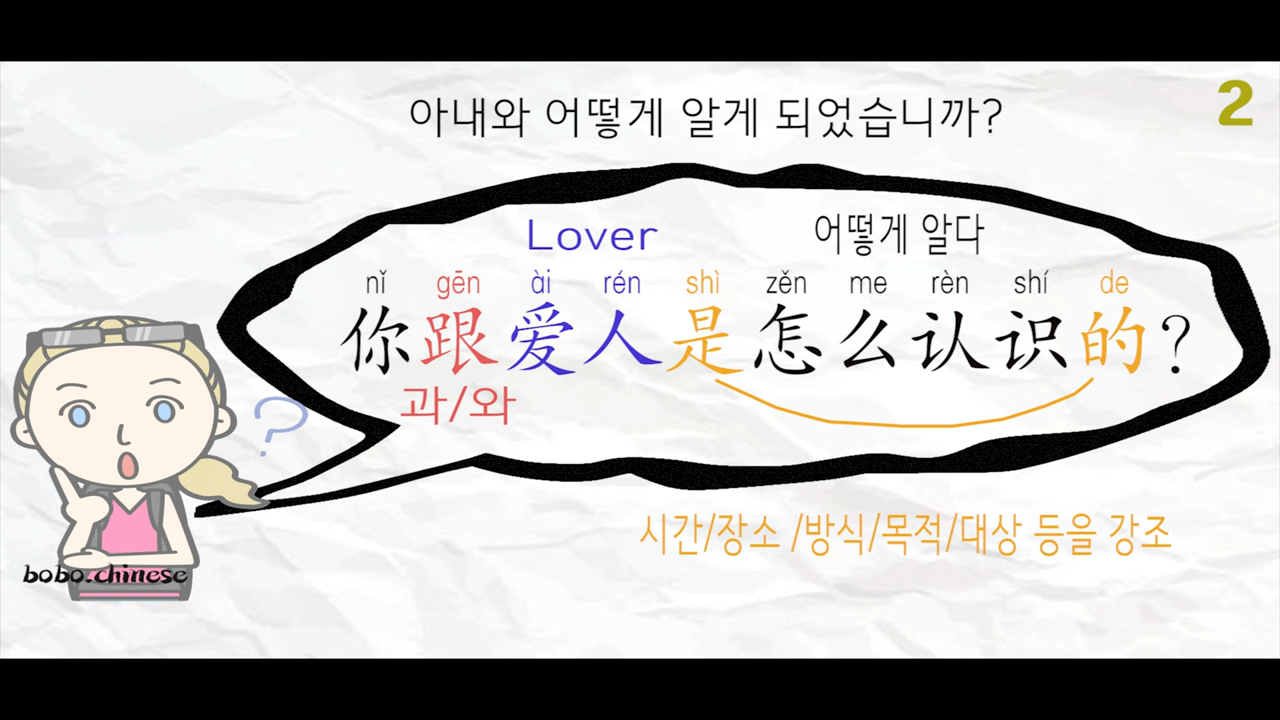 2
아내와 어떻게 알게 되었습니까?
Lover 어떻게 알다
nǐ gēn ài rén shì zěn me rèn shí de
你跟爱人是怎么认识的?
과/와
?
시간/장소 /방식/목적/대상 등을 강조
bobo.chinese